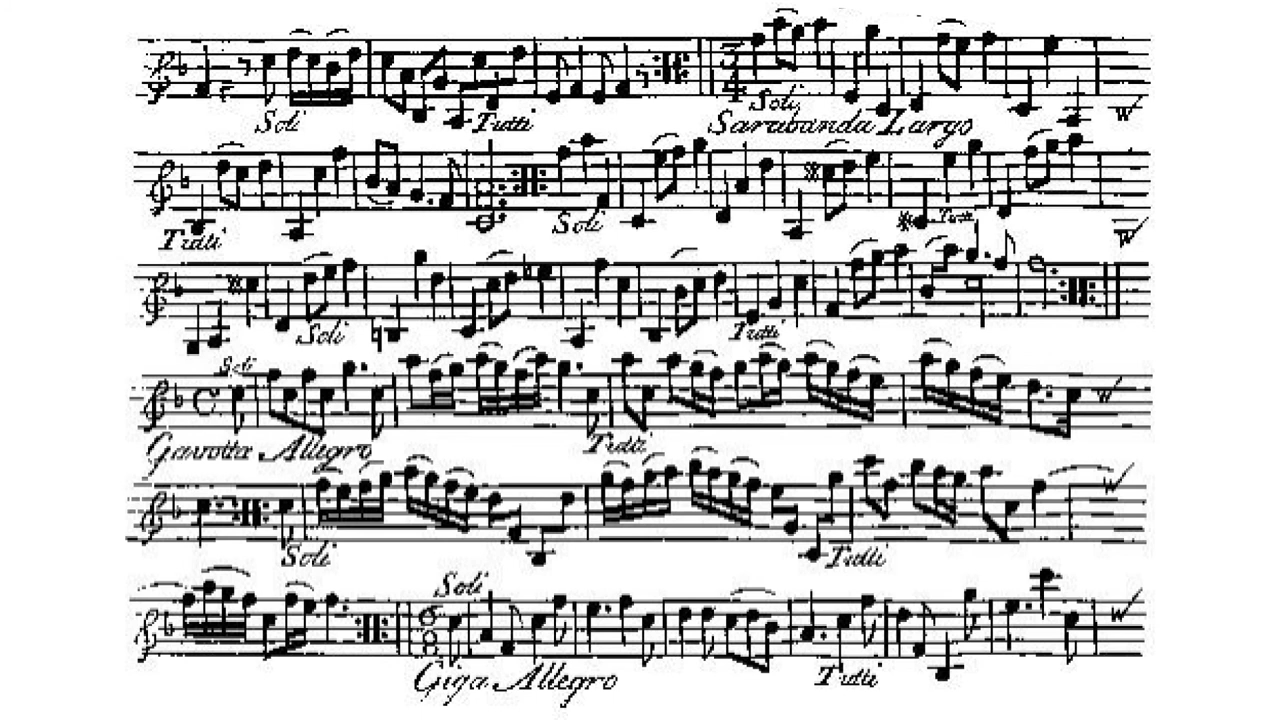 Soli Tutti Soli
Sarabanda Largo
Tutti Soli Tutti
Soli Tutti
Soli
Gavotta Allegro Tutti
Soli Tutti
Soli
Giga Allegro Tutti